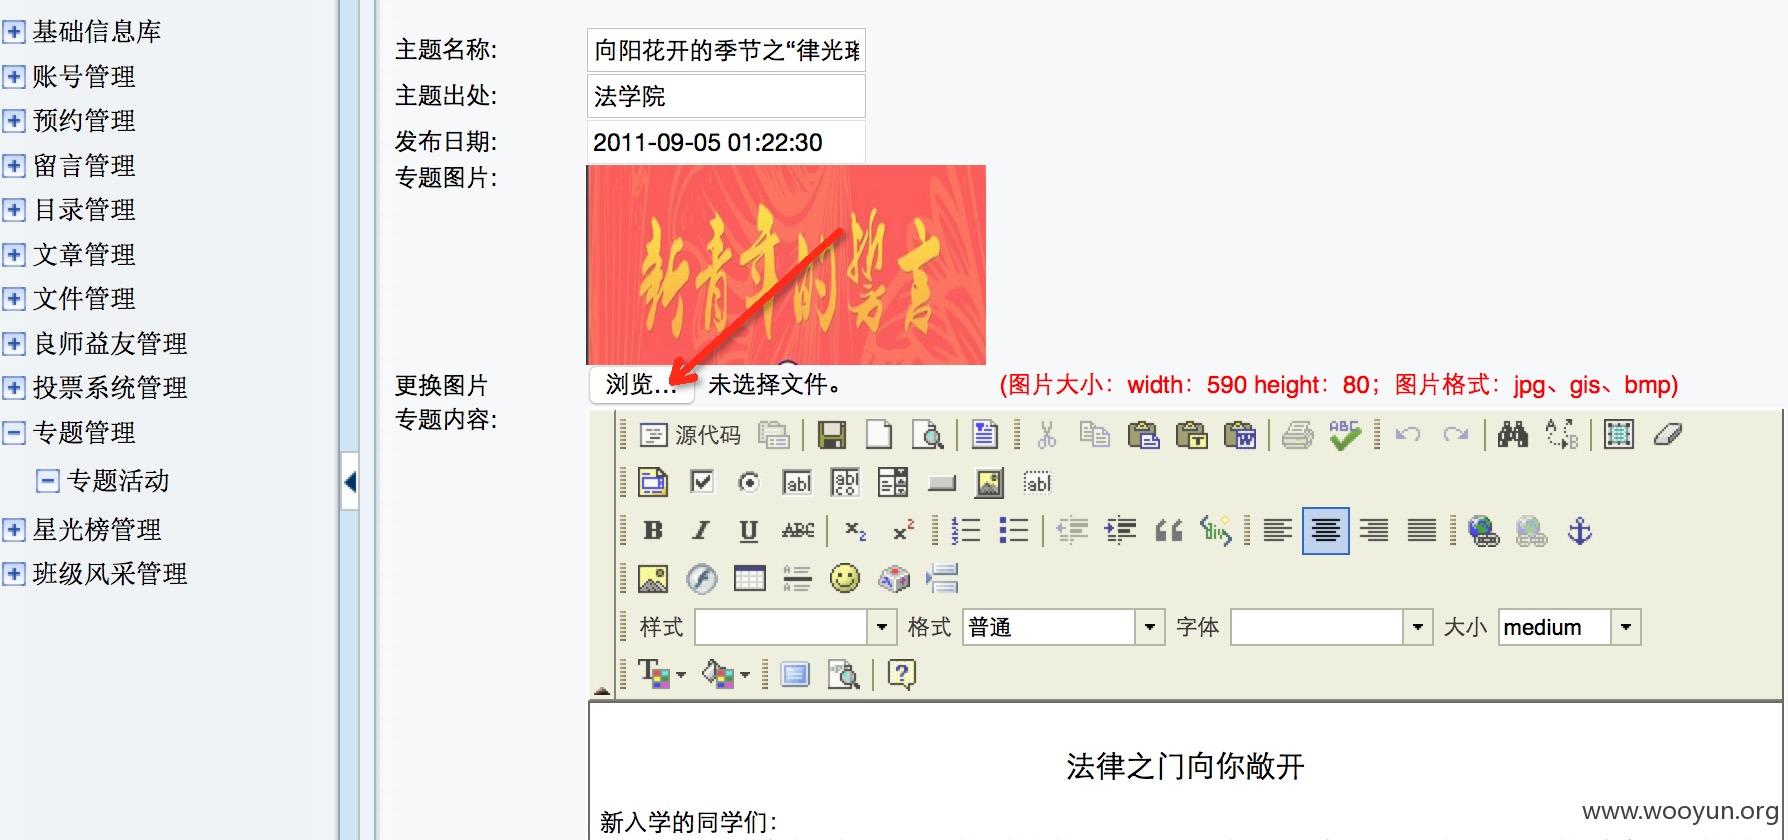 基础信息库
账号管理
预约管理
留言管理
目录管理
文章管理
文件管理
良师益友管理
投票系统管理
专题管理
专题活动
星光榜管理
班级风采管理
主题名称: 向阳花开的季节之“律光璀
主题出处: 法学院
发布日期: 2011-09-05 01:22:30
专题图片:
新青年的誓言
更换图片 浏览... 未选择文件。 (图片大小：width：590 height：80；图片格式：jpg、gis、bmp)
专题内容:
源代码
样式 格式 普通 字体 大小 medium
法律之门向你敞开
新入学的同学们：
www.wooyun.org